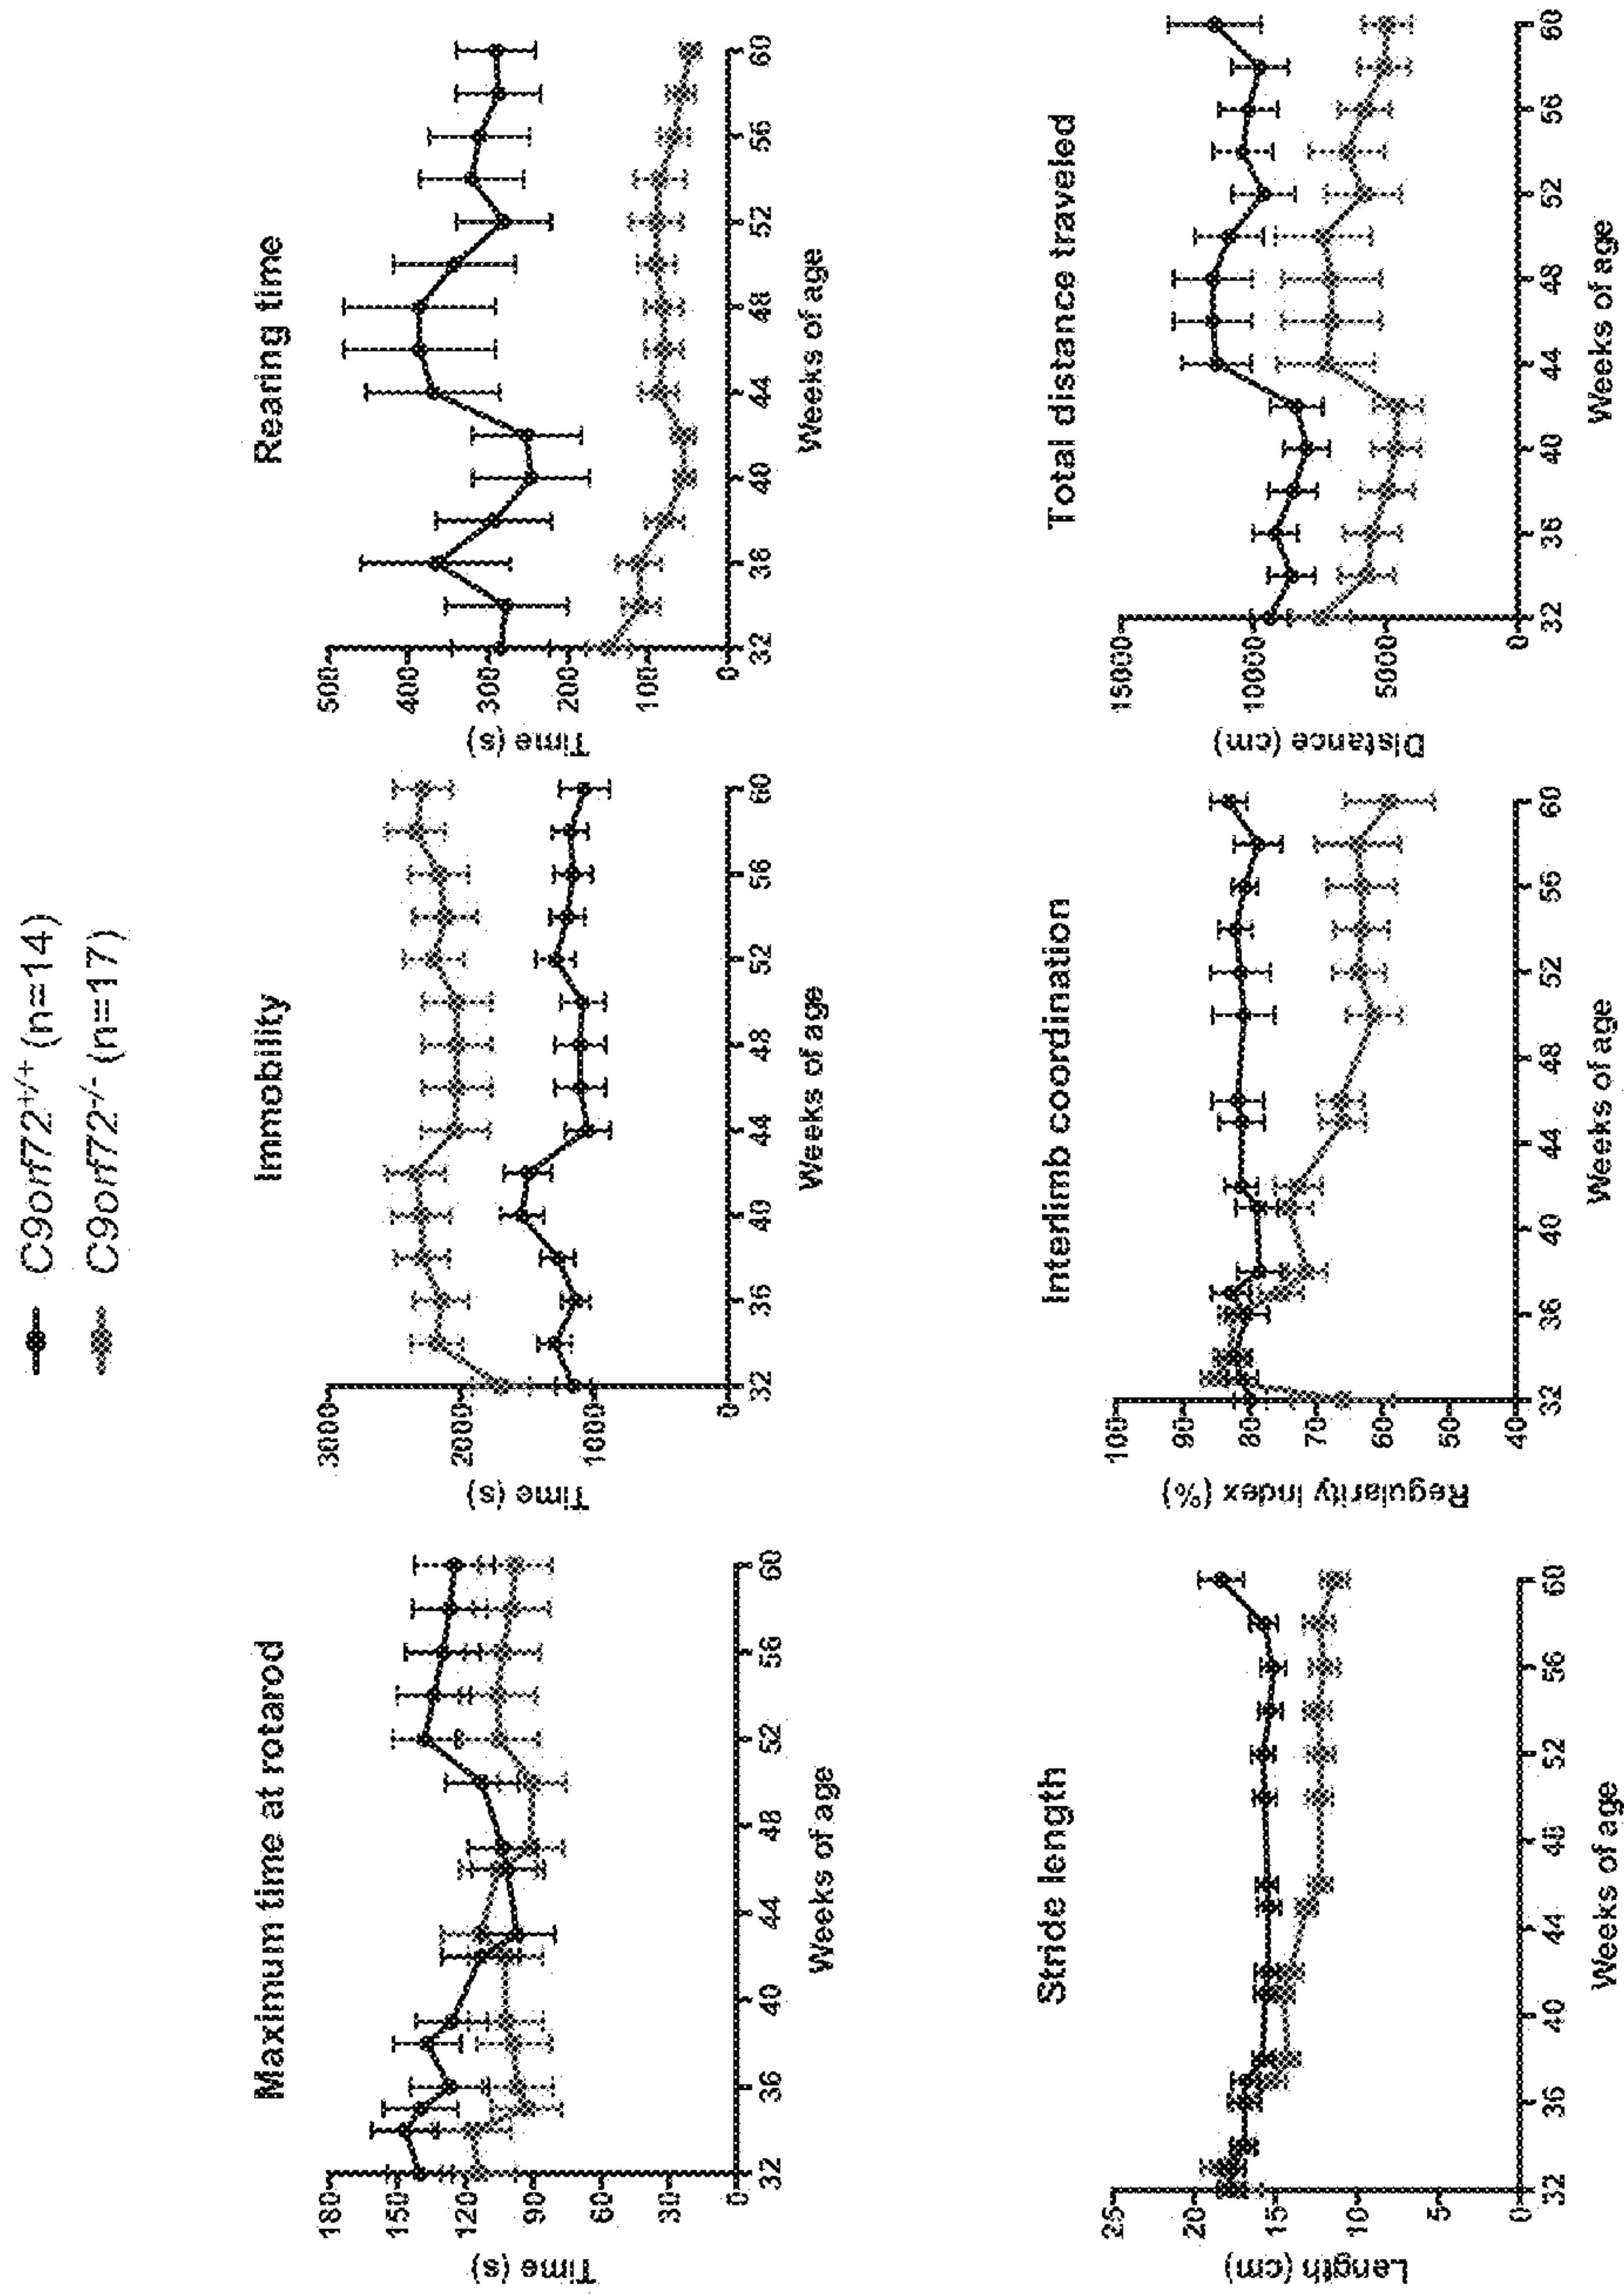 C9orf72+/+ (n=14)
C9orf72-/- (n=17)
Maximum time at rotarod
Time (s)
180
150
120
90
60
30
0
32 36 40 44 48 52 56 60
Weeks of age
Immobility
Time (s)
3000
2000
1000
0
32 36 40 44 48 52 56 60
Weeks of age
Rearing time
Time (s)
500
400
300
200
100
0
32 36 40 44 48 52 56 60
Weeks of age
Stride length
Length (cm)
25
20
15
10
5
0
32 36 40 44 48 52 56 60
Weeks of age
Interlimb coordination
Regularity index (%)
100
90
80
70
60
50
40
32 36 40 44 48 52 56 60
Weeks of age
Total distance traveled
Distance (cm)
15000
10000
5000
0
32 36 40 44 48 52 56 60
Weeks of age